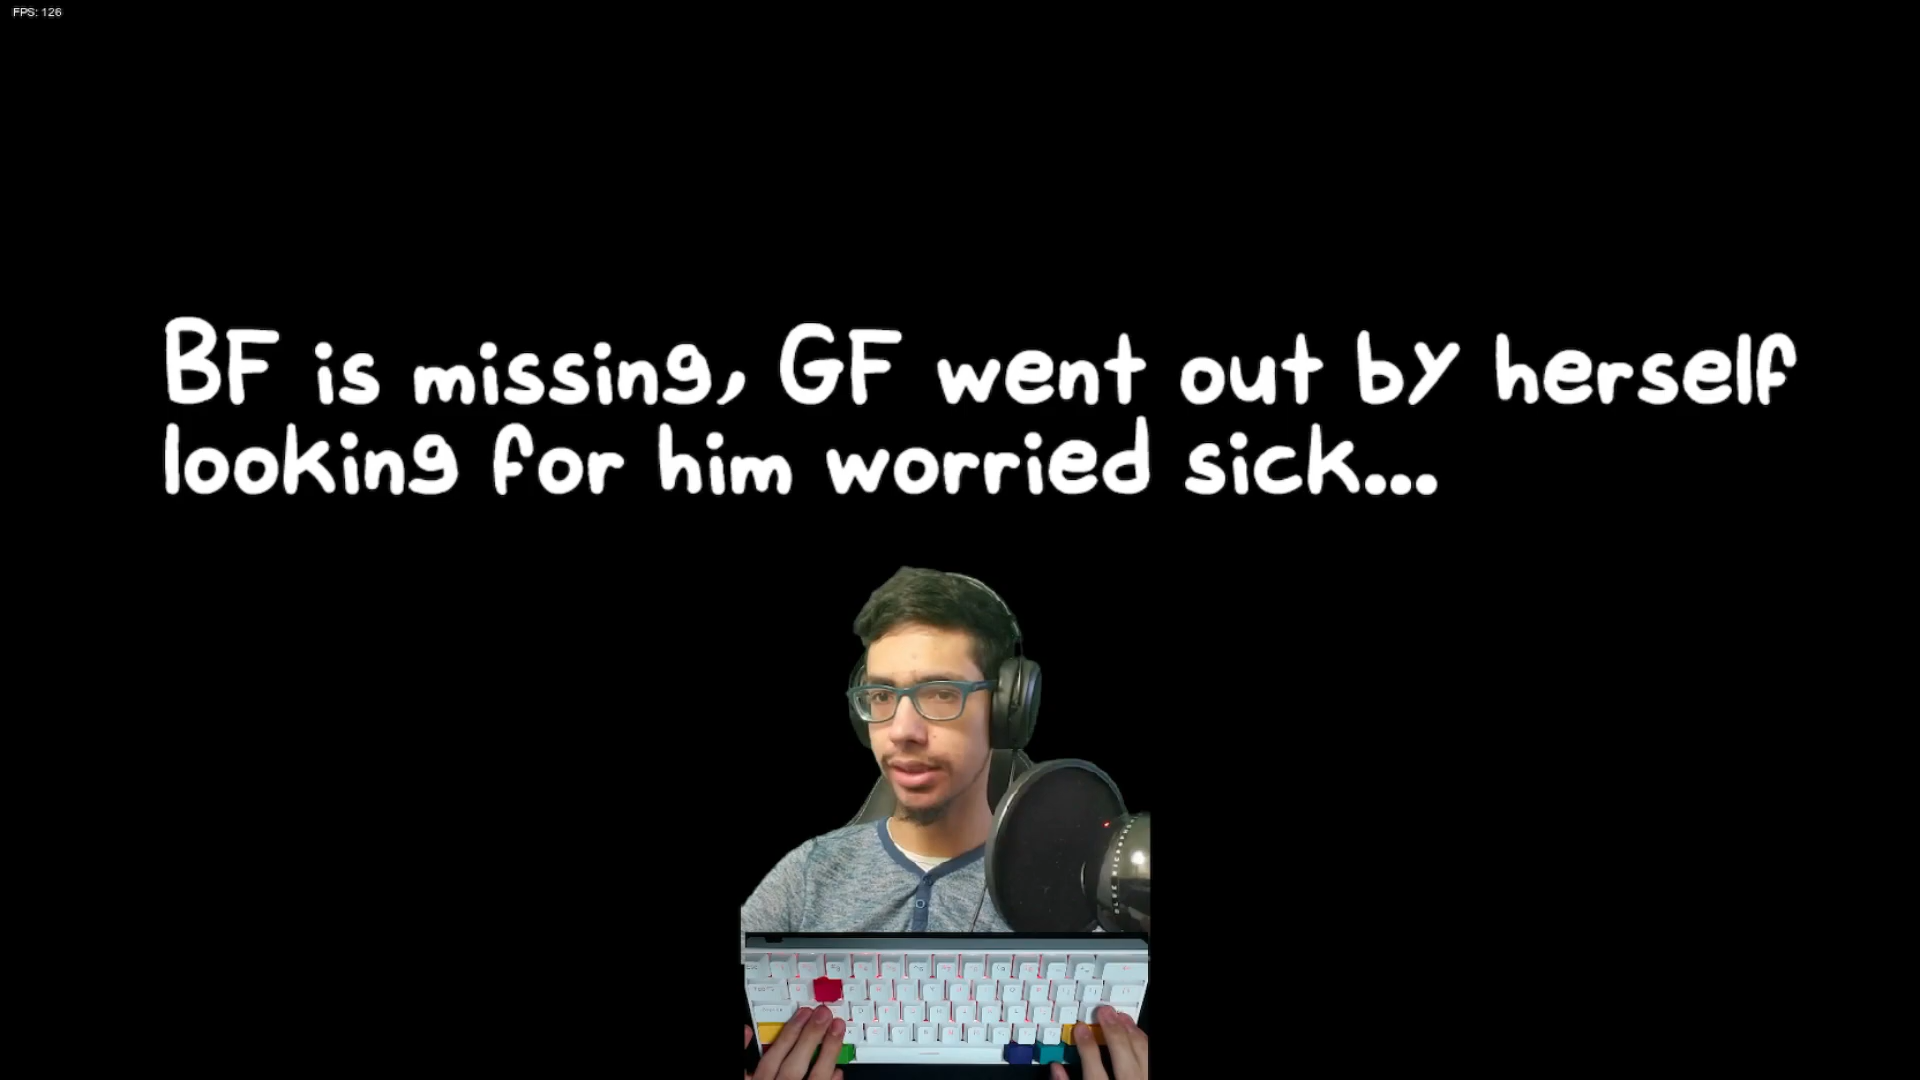 FPS: 126
BF is missing, GF went out by herself
looking for him worried sick...